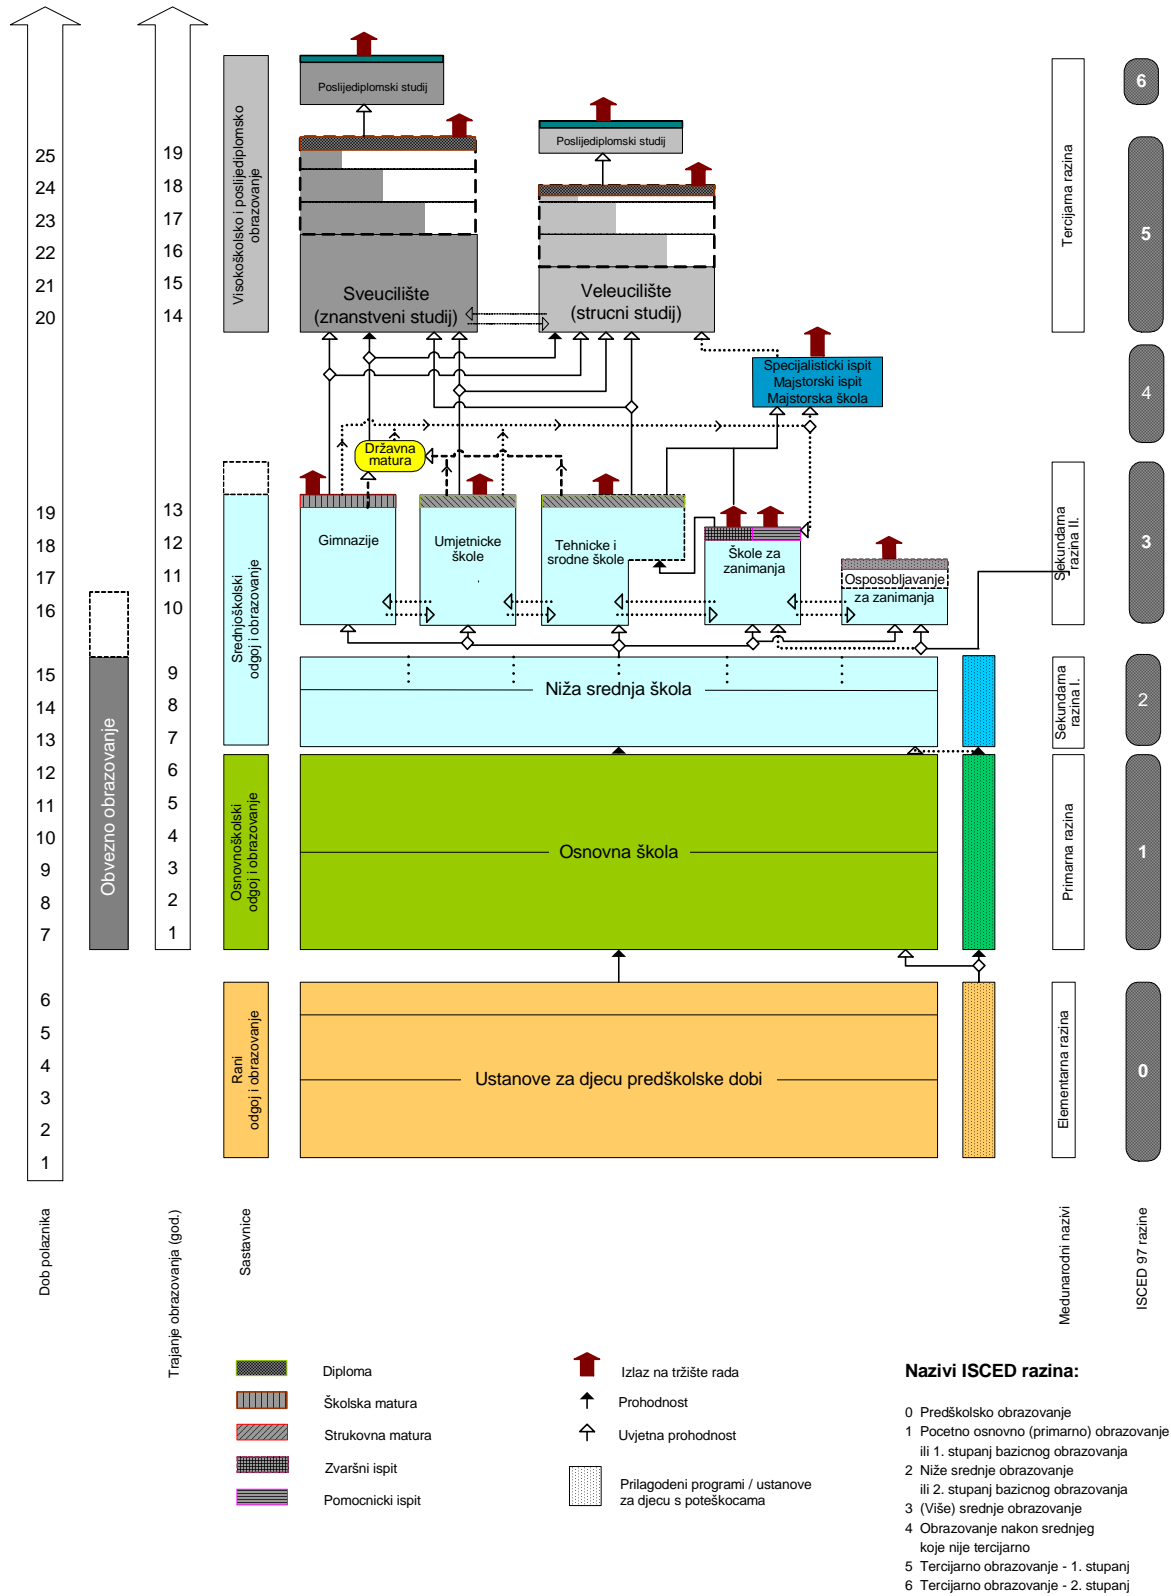 Poslijediplomski studij
Poslijediplomski studij
6
25
24
23
22
21
20
19
18
17
16
15
14
Visokoškolsko i poslijediplomsko
obrazovanje
Sveucilište
(znanstveni studij)
Veleucilište
(strucni studij)
Tercijarna razina
5
Specijalisticki ispit
Majstorski ispit
Majstorska škola
4
Državna
matura
19
18
17
16
15
14
13
13
12
11
10
9
8
7
Srednjoškolski
odgoj i obrazovanje
Gimnazije
Umjetnicke
škole
Tehnicke i
srodne škole
Škole za
zanimanja
Osposobljavanje
za zanimanja
Sekundarna
razina II.
3
Niža srednja škola
Sekundarna
razina I.
2
12
11
10
9
8
7
Obvezno obrazovanje
6
5
4
3
2
1
Osnovnoškolski
odgoj i obrazovanje
Osnovna škola
Primarna razina
1
6
5
4
3
2
1
Rani
odgoj i obrazovanje
Ustanove za djecu predškolske dobi
Elementarna razina
0
Dob polaznika
Trajanje obrazovanja (god.)
Sastavnice
Medunarodni nazivi
ISCED 97 razine
Diploma
Školska matura
Strukovna matura
Zvaršni ispit
Pomocnicki ispit
Izlaz na tržište rada
Prohodnost
Uvjetna prohodnost
Prilagodeni programi / ustanove
za djecu s poteškocama
Nazivi ISCED razina:
0 Predškolsko obrazovanje
1 Pocetno osnovno (primarno) obrazovanje
ili 1. stupanj bazicnog obrazovanja
2 Niže srednje obrazovanje
ili 2. stupanj bazicnog obrazovanja
3 (Više) srednje obrazovanje
4 Obrazovanje nakon srednjeg
koje nije tercijarno
5 Tercijarno obrazovanje - 1. stupanj
6 Tercijarno obrazovanje - 2. stupanj